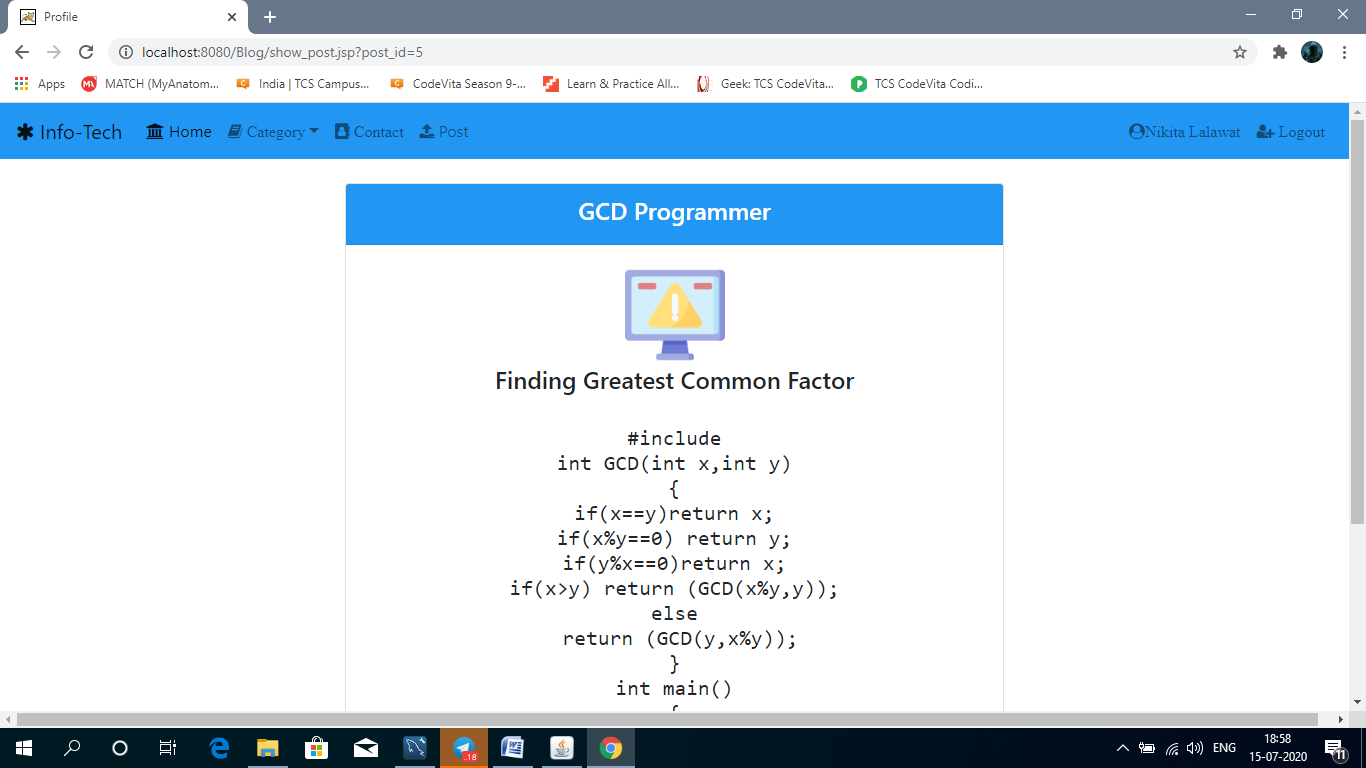 Profile
localhost:8080/Blog/show_post.jsp?post_id=5
Apps MATCH (MyAnatom... India | TCS Campus... CodeVita Season 9-... Learn & Practice All... Geek: TCS CodeVita... TCS CodeVita Codi...
Info-Tech Home Category Contact Post Nikita Lalawat Logout
GCD Programmer
Finding Greatest Common Factor
#include
int GCD(int x,int y)
{
if(x==y)return x;
if(x%y==0) return y;
if(y%x==0)return x;
if(x>y) return (GCD(x%y,y));
else
return (GCD(y,x%y));
}
int main()
{
..18
ENG
18:58
15-07-2020
11